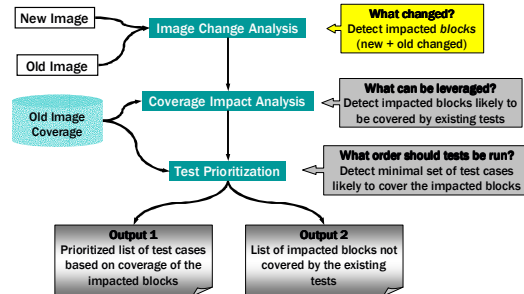 New Image
Old Image
Image Change Analysis
What changed?
Detect impacted blocks
(new + old changed)
Old Image
Coverage
Coverage Impact Analysis
What can be leveraged?
Detect impacted blocks likely to
be covered by existing tests
Test Prioritization
What order should tests be run?
Detect minimal set of test cases
likely to cover the impacted blocks
Output 1
Prioritized list of test cases
based on coverage of the
impacted blocks
Output 2
List of impacted blocks not
covered by the existing
tests